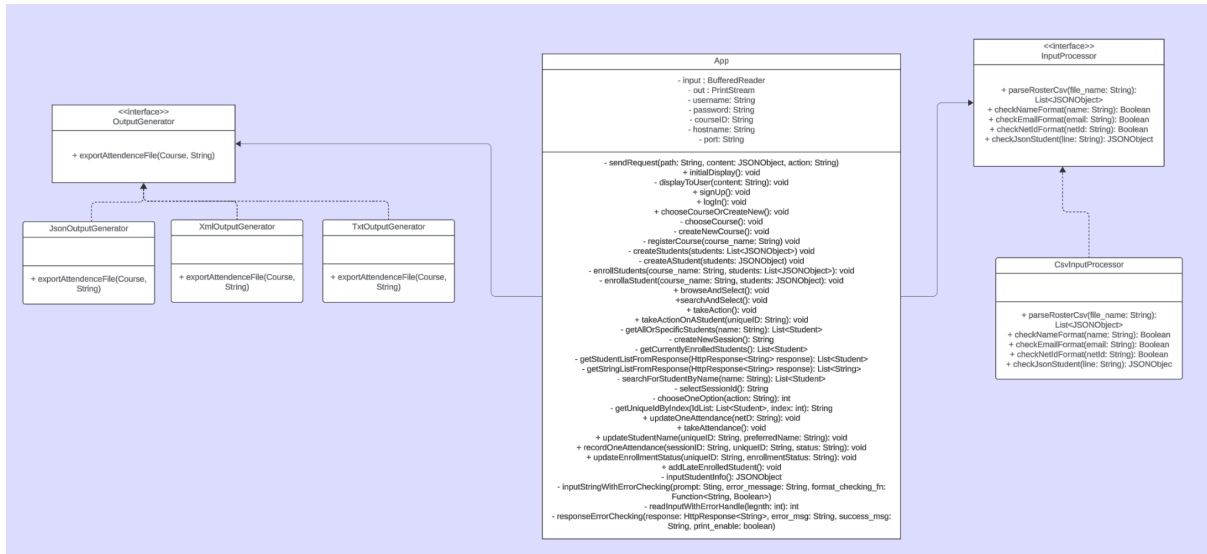 <<interface>>
OutputGenerator
+ exportAttendenceFile(Course, String)
JsonOutputGenerator
+ exportAttendenceFile(Course,
String)
XmlOutputGenerator
+ exportAttendenceFile(Course,
String)
TxtOutputGenerator
+ exportAttendenceFile(Course,
String)
App
- input : BufferedReader
- out : PrintStream
- username: String
- password: String
- courseID: String
- hostname: String
- port: String
- sendRequest(path: String, content: JSONObject, action: String)
+ initialDisplay(): void
- displayToUser(content: String): void
+ signUp(): void
+ logIn(): void
+ chooseCourseOrCreateNew(): void
- chooseCourse(): void
- createNewCourse(): void
- registerCourse(course_name: String) void
- createStudents(students: List<JSONObject>) void
- createAStudent(students: JSONObject) void
- enrollStudents(course_name: String, students: List<JSONObject>): void
- enrollaStudent(course_name: String, students: JSONObject): void
+ browseAndSelect(): void
+searchAndSelect(): void
+ takeAction(): void
+ takeActionOnAStudent(uniqueID: String): void
- getAllOrSpecificStudents(name: String): List<Student>
- createNewSession(): String
- getCurrentlyEnrolledStudents(): List<Student>
- getStudentListFromResponse(HttpResponse<String> response): List<Student>
- getStringListFromResponse(HttpResponse<String> response): List<String>
- searchForStudentByName(name: String): List<Student>
- selectSessionId(): String
- chooseOneOption(action: String): int
- getUniqueIdByIndex(IdList: List<Student>, index: int): String
+ updateOneAttendance(netD: String): void
+ takeAttendance(): void
+ updateStudentName(uniqueID: String, preferredName: String): void
+ recordOneAttendance(sessionID: String, uniqueID: String, status: String): void
+ updateEnrollmentStatus(uniqueID: String, enrollmentStatus: String): void
+ addLateEnrolledStudent(): void
- inputStudentInfo(): JSONObject
- inputStringWithErrorChecking(prompt: Sting, error_message: String, format_checking_fn:
Function<String, Boolean>)
- readInputWithErrorHandle(legnth: int): int
- responseErrorChecking(response: HttpResponse<String>, error_msg: String, success_msg:
String, print_enable: boolean)
<<interface>>
InputProcessor
+ parseRosterCsv(file_name: String):
List<JSONObject>
+ checkNameFormat(name: String): Boolean
+ checkEmailFormat(email: String): Boolean
+ checkNetIdFormat(netId: String): Boolean
+ checkJsonStudent(line: String): JSONObject
CsvInputProcessor
+ parseRosterCsv(file_name: String):
List<JSONObject>
+ checkNameFormat(name: String): Boolean
+ checkEmailFormat(email: String): Boolean
+ checkNetIdFormat(netId: String): Boolean
+ checkJsonStudent(line: String): JSONObjec